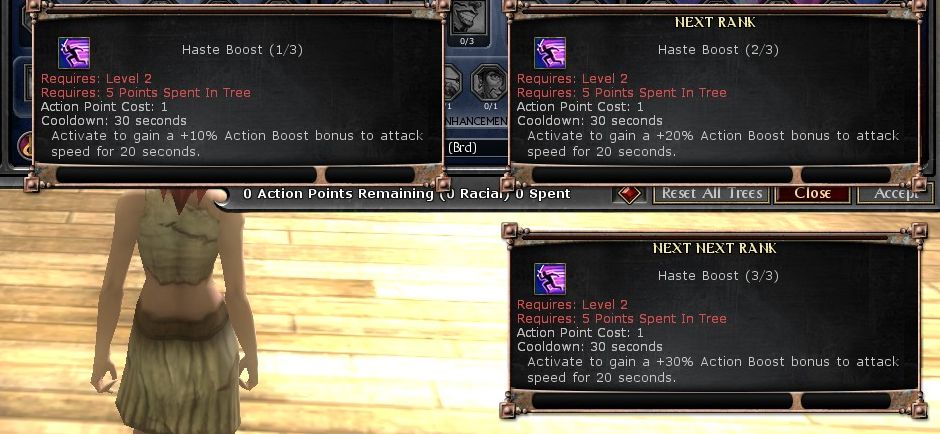 Haste Boost (1/3)
Requires: Level 2
Requires: 5 Points Spent In Tree
Action Point Cost: 1
Cooldown: 30 seconds
Activate to gain a +10% Action Boost bonus to attack
speed for 20 seconds.
0/3
/1
0/1
NHANCEMEN
(Brd)
NEXT RANK
Haste Boost (2/3)
Requires: Level 2
Requires: 5 Points Spent In Tree
Action Point Cost: 1
Cooldown: 30 seconds
Activate to gain a +20% Action Boost bonus to attack
speed for 20 seconds.
0 Action Points Remaining (0 Racial) 0 Spent
Reset All Trees
Close
Accept
NEXT NEXT RANK
Haste Boost (3/3)
Requires: Level 2
Requires: 5 Points Spent In Tree
Action Point Cost: 1
Cooldown: 30 seconds
Activate to gain a +30% Action Boost bonus to attack
speed for 20 seconds.